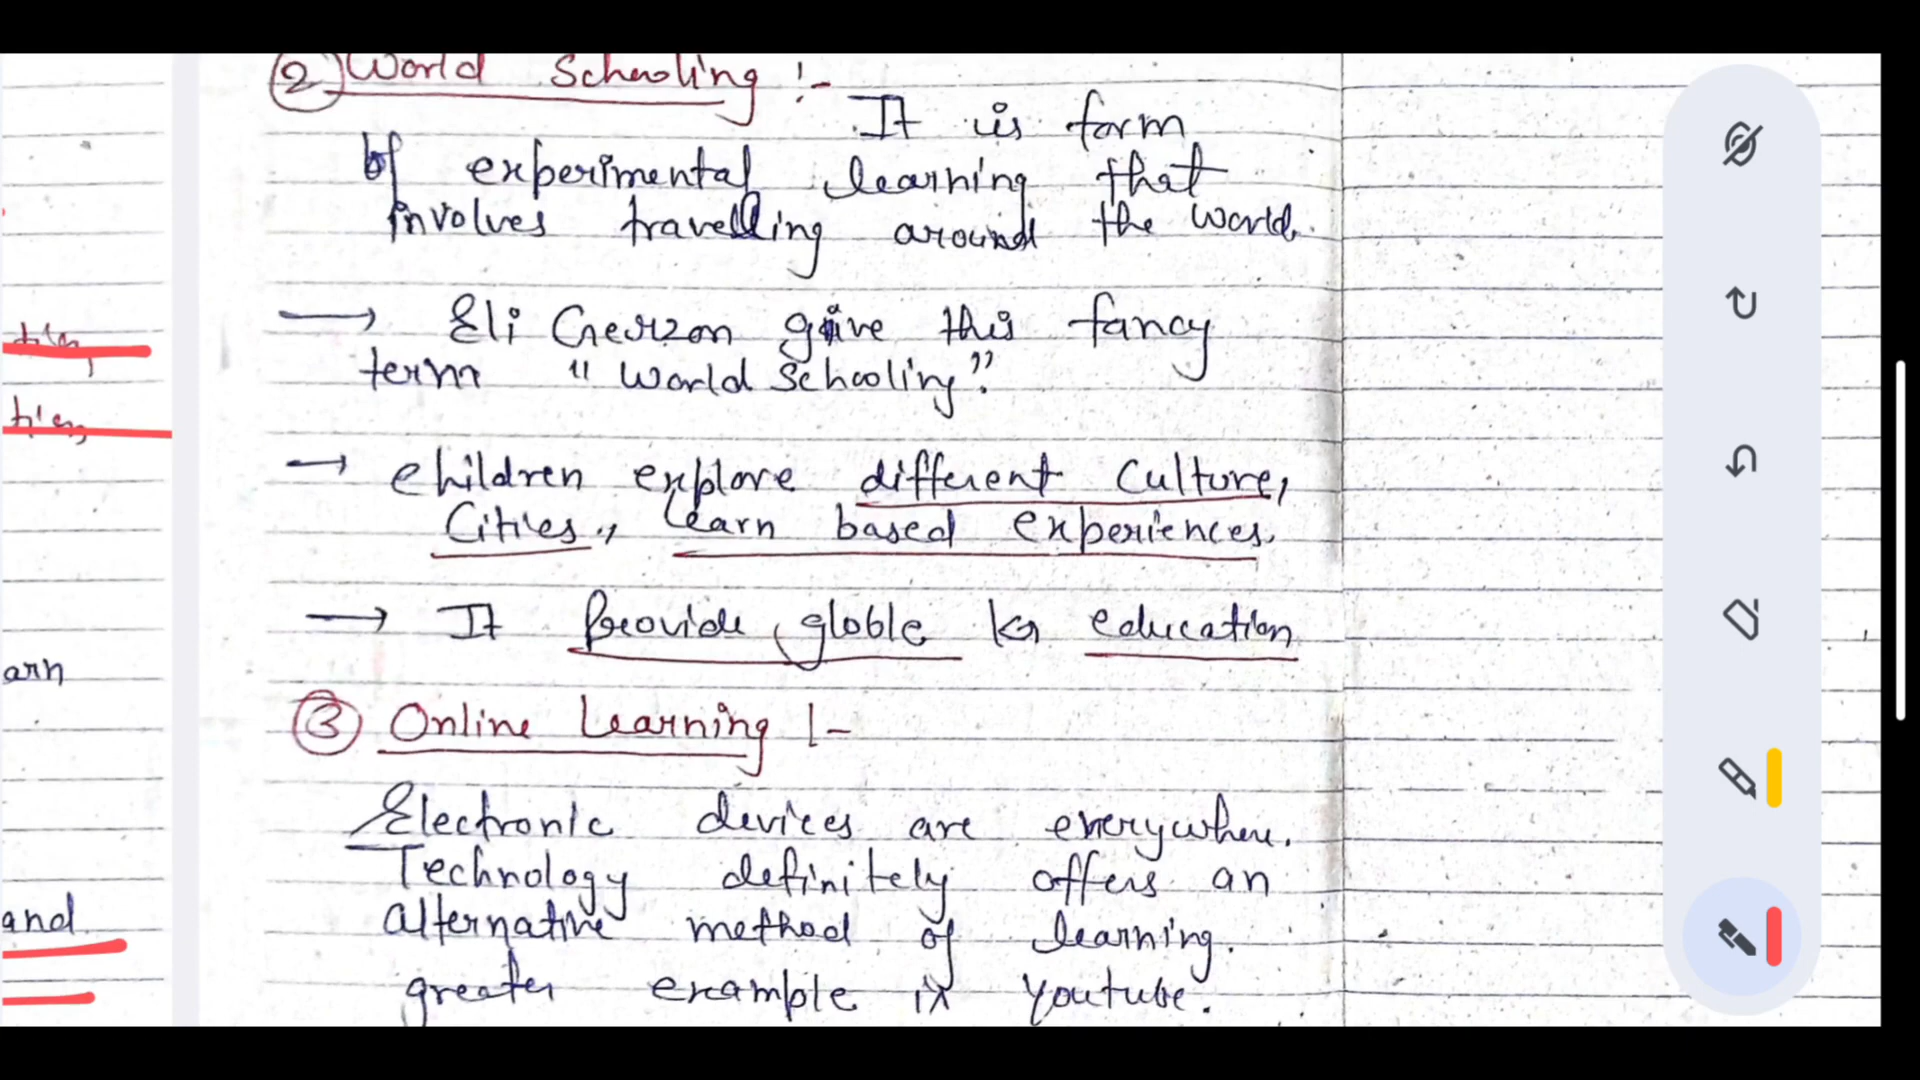 ② World Schooling :-
It is form
of experimental learning that
involves travelling around the world.
→ Eli Gerzon give this fancy
term "World Schooling".
→ Children explore different Culture,
Cities, learn based experiences.
→ It Provide globle education
③ Online Learning :-
Electronic devices are everywhere.
Technology definitely offers an
alternative method of learning.
greater example is Youtube.
arn
and